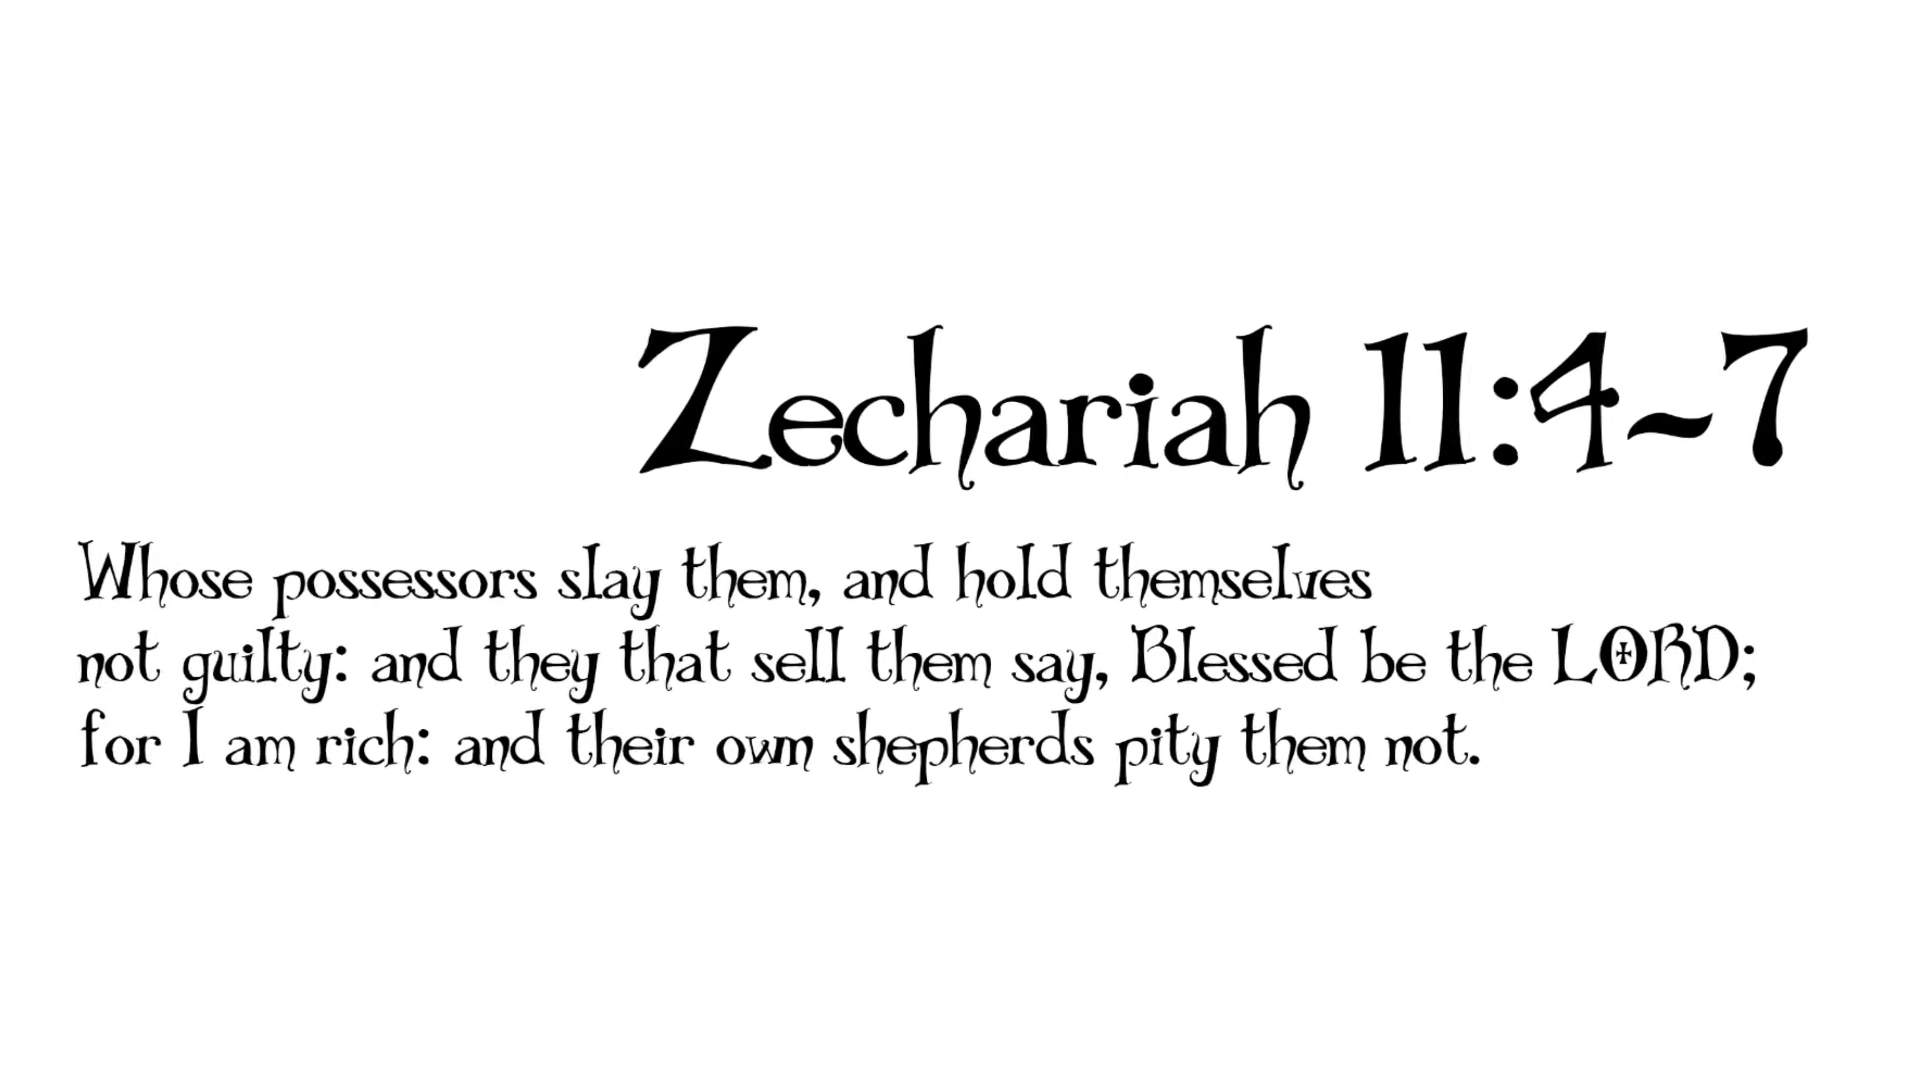 Zechariah 11:4~7
Whose possessors slay them, and hold themselves
not guilty: and they that sell them say, Blessed be the LORD;
for I am rich: and their own shepherds pity them not.